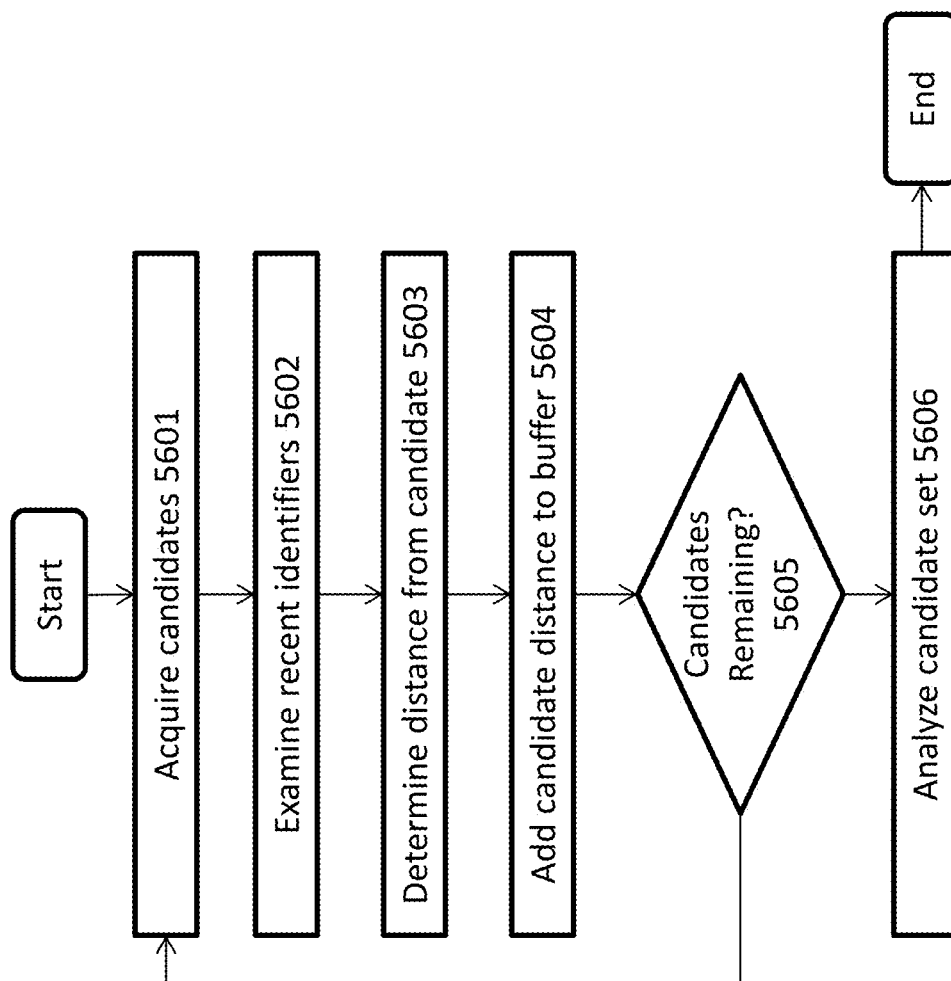 Start
Acquire candidates 5601
Examine recent identifiers 5602
Determine distance from candidate 5603
Add candidate distance to buffer 5604
Candidates
Remaining?
5605
Analyze candidate set 5606
End